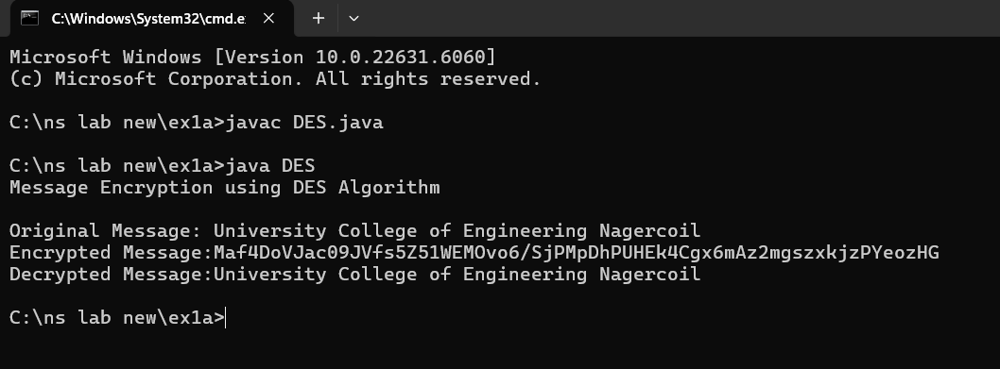 C:\Windows\System32\cmd.e
Microsoft Windows [Version 10.0.22631.6060]
(c) Microsoft Corporation. All rights reserved.
C:\ns lab new\ex1a>javac DES.java
C:\ns lab new\ex1a>java DES
Message Encryption using DES Algorithm
Original Message: University College of Engineering Nagercoil
Encrypted Message:Maf4DoVJac09JVfs5Z51WEMOvo6/SjPMpDhPUHEk4Cgx6mAz2mgszxkjzPYeozHG
Decrypted Message:University College of Engineering Nagercoil
C:\ns lab new\ex1a>